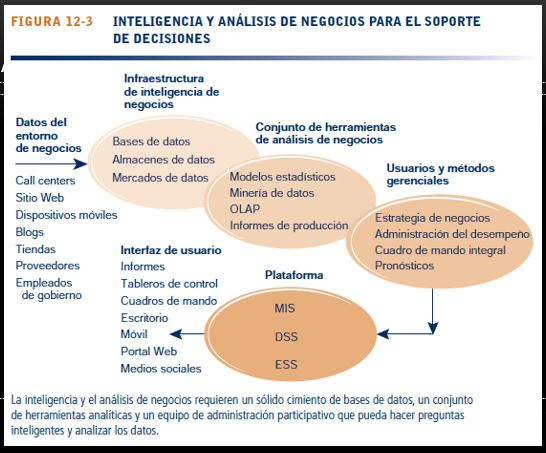 FIGURA 12-3 INTELIGENCIA Y ANÁLISIS DE NEGOCIOS PARA EL SOPORTE
DE DECISIONES
Infraestructura
de inteligencia de
negocios
Datos del
entorno
de negocios
Call centers
Sitio Web
Dispositivos móviles
Blogs
Tiendas
Proveedores
Empleados
de gobierno
Bases de datos
Almacenes de datos
Mercados de datos
Conjunto de herramientas
de análisis de negocios
Modelos estadísticos
Minería de datos
OLAP
Informes de producción
Usuarios y métodos
gerenciales
Estrategia de negocios
Administración del desempeño
Cuadro de mando integral
Pronósticos
Plataforma
MIS
DSS
ESS
Interfaz de usuario
Informes
Tableros de control
Cuadros de mando
Escritorio
Móvil
Portal Web
Medios sociales
La inteligencia y el análisis de negocios requieren un sólido cimiento de bases de datos, un conjunto
de herramientas analíticas y un equipo de administración participativo que pueda hacer preguntas
inteligentes y analizar los datos.